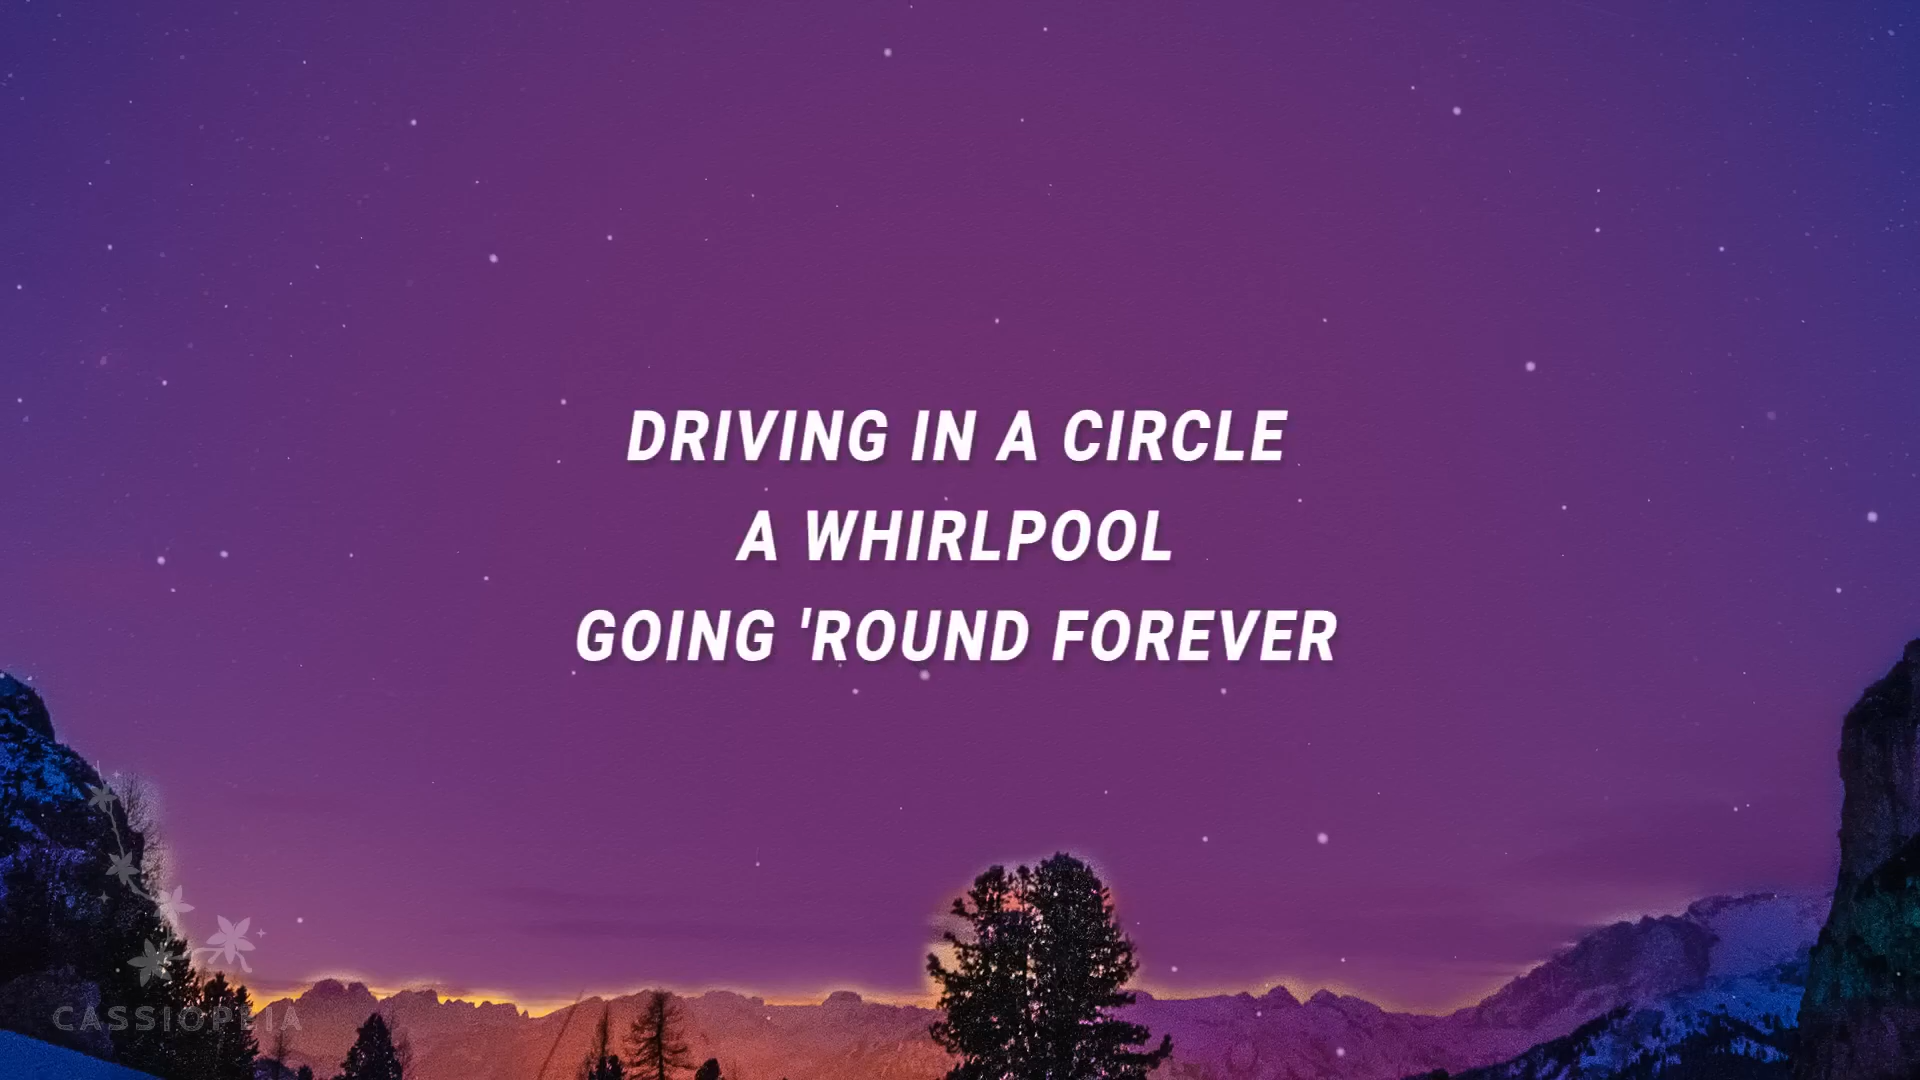 DRIVING IN A CIRCLE
A WHIRLPOOL
GOING 'ROUND FOREVER
CASSIOPEIA